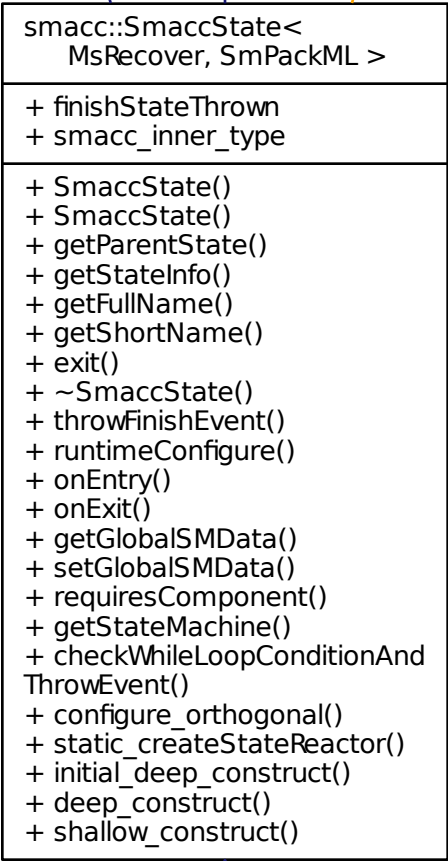 smacc::SmaccState<
MsRecover, SmPackML >
+ finishStateThrown
+ smacc_inner_type
+ SmaccState()
+ SmaccState()
+ getParentState()
+ getStateInfo()
+ getFullName()
+ getShortName()
+ exit()
+ ~SmaccState()
+ throwFinishEvent()
+ runtimeConfigure()
+ onEntry()
+ onExit()
+ getGlobalSMData()
+ setGlobalSMData()
+ requiresComponent()
+ getStateMachine()
+ checkWhileLoopConditionAnd
ThrowEvent()
+ configure_orthogonal()
+ static_createStateReactor()
+ initial_deep_construct()
+ deep_construct()
+ shallow_construct()